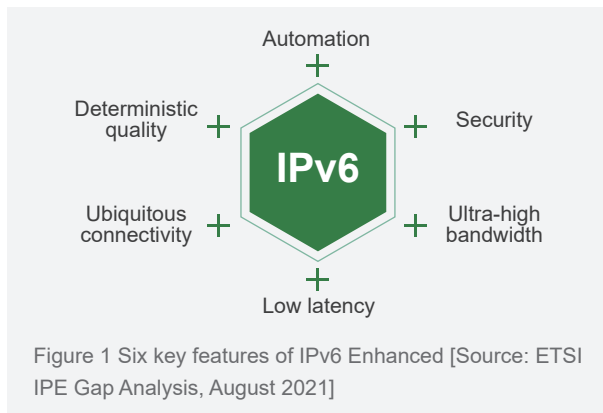 Automation
Deterministic
quality
Security
IPv6
Ubiquitous
connectivity
Ultra-high
bandwidth
Low latency
Figure 1 Six key features of IPv6 Enhanced [Source: ETSI
IPE Gap Analysis, August 2021]